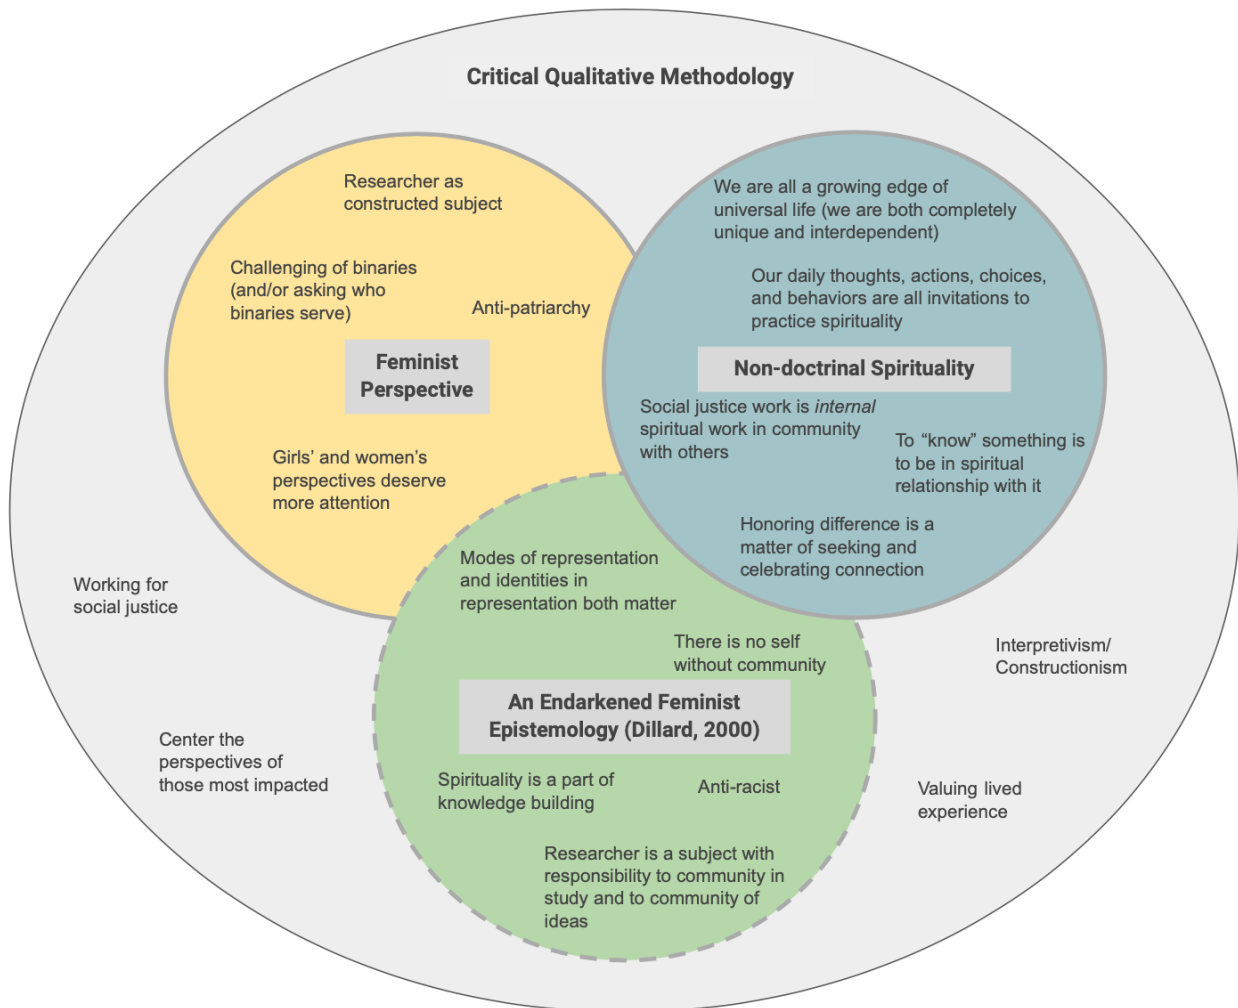 Critical Qualitative Methodology
Researcher as
constructed subject
Challenging of binaries
(and/or asking who
binaries serve)
Anti-patriarchy
Feminist
Perspective
Girls’ and women’s
perspectives deserve
more attention
We are all a growing edge of
universal life (we are both completely
unique and interdependent)
Our daily thoughts, actions, choices,
and behaviors are all invitations to
practice spirituality
Non-doctrinal Spirituality
Social justice work is internal
spiritual work in community
with others
To “know” something is
to be in spiritual
relationship with it
Honoring difference is a
matter of seeking and
celebrating connection
Modes of representation
and identities in
representation both matter
There is no self
without community
An Endarkened Feminist
Epistemology (Dillard, 2000)
Spirituality is a part of
knowledge building
Anti-racist
Researcher is a subject with
responsibility to community in
study and to community of
ideas
Working for
social justice
Center the
perspectives of
those most impacted
Interpretivism/
Constructionism
Valuing lived
experience